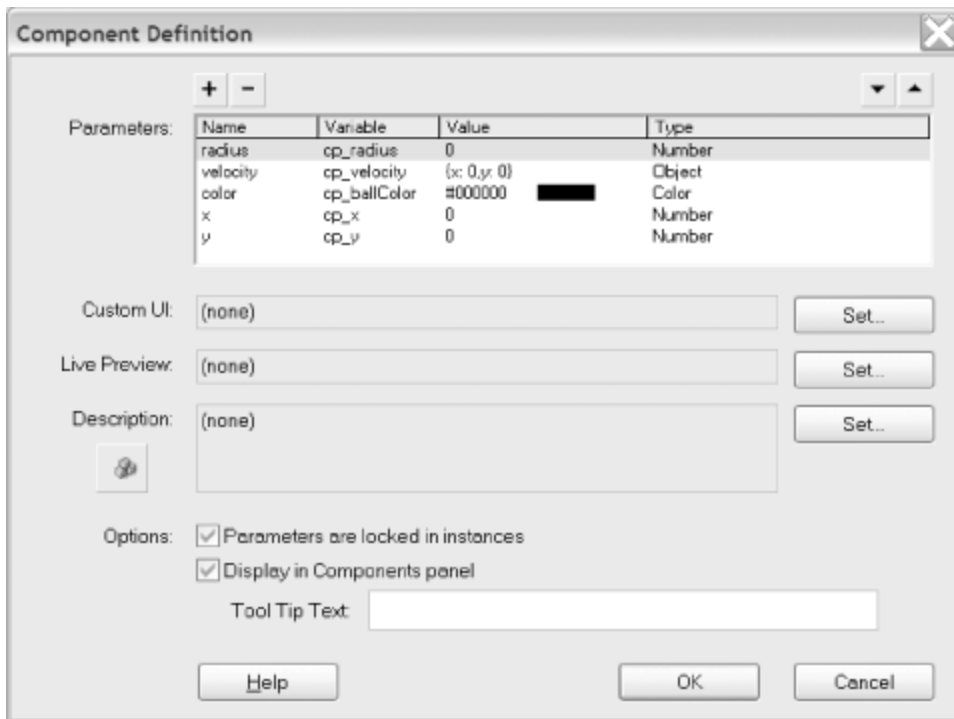 Component Definition
+ −
Parameters:
Name Variable Value Type
radius cp_radius 0 Number
velocity cp_velocity {x: 0,y: 0} Object
color cp_ballColor #000000 Color
x cp_x 0 Number
y cp_y 0 Number
Custom UI: (none) Set...
Live Preview: (none) Set...
Description: (none) Set...
Options: Parameters are locked in instances
Display in Components panel
Tool Tip Text:
Help OK Cancel